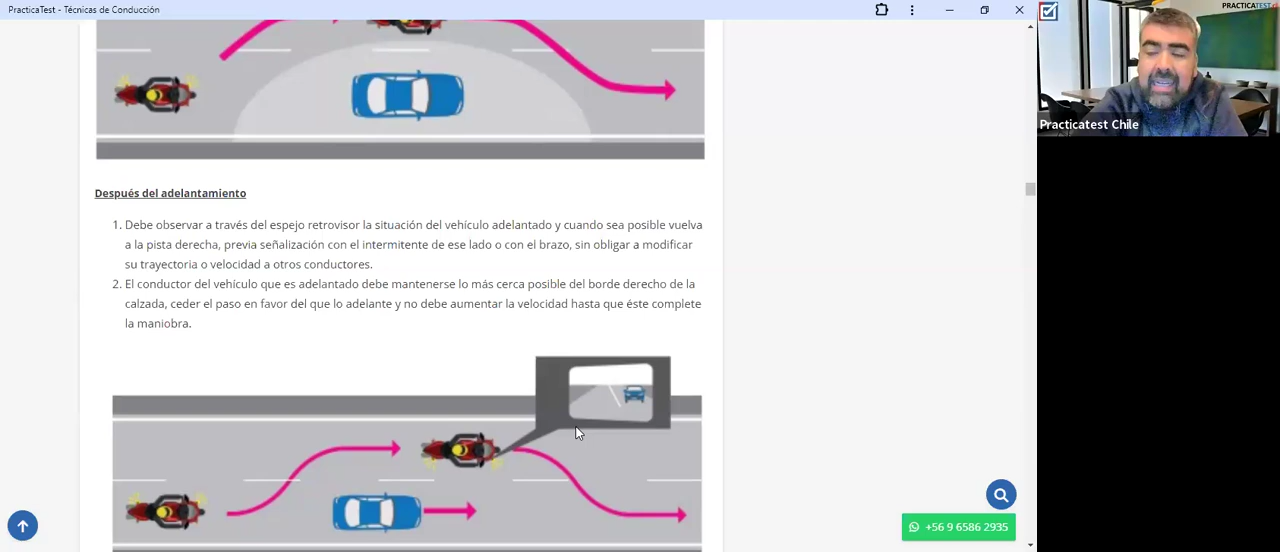 PracticaTest - Técnicas de Conducción
PRACTICATEST
Practicatest Chile
Después del adelantamiento
1. Debe observar a través del espejo retrovisor la situación del vehículo adelantado y cuando sea posible vuelva
a la pista derecha, previa señalización con el intermitente de ese lado o con el brazo, sin obligar a modificar
su trayectoria o velocidad a otros conductores.
2. El conductor del vehículo que es adelantado debe mantenerse lo más cerca posible del borde derecho de la
calzada, ceder el paso en favor del que lo adelante y no debe aumentar la velocidad hasta que éste complete
la maniobra.
+56 9 6586 2935